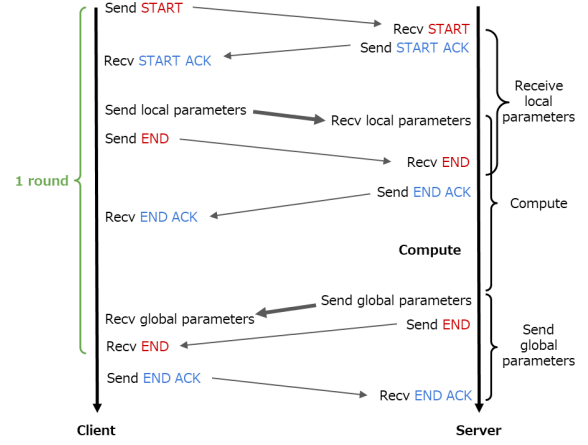 Send START
Recv START
Send START ACK
Recv START ACK
Receive
local
parameters
Send local parameters
Recv local parameters
Send END
Recv END
1 round
Send END ACK
Recv END ACK
Compute
Compute
Send global parameters
Recv global parameters
Send END
Recv END
Send
global
parameters
Send END ACK
Recv END ACK
Client
Server